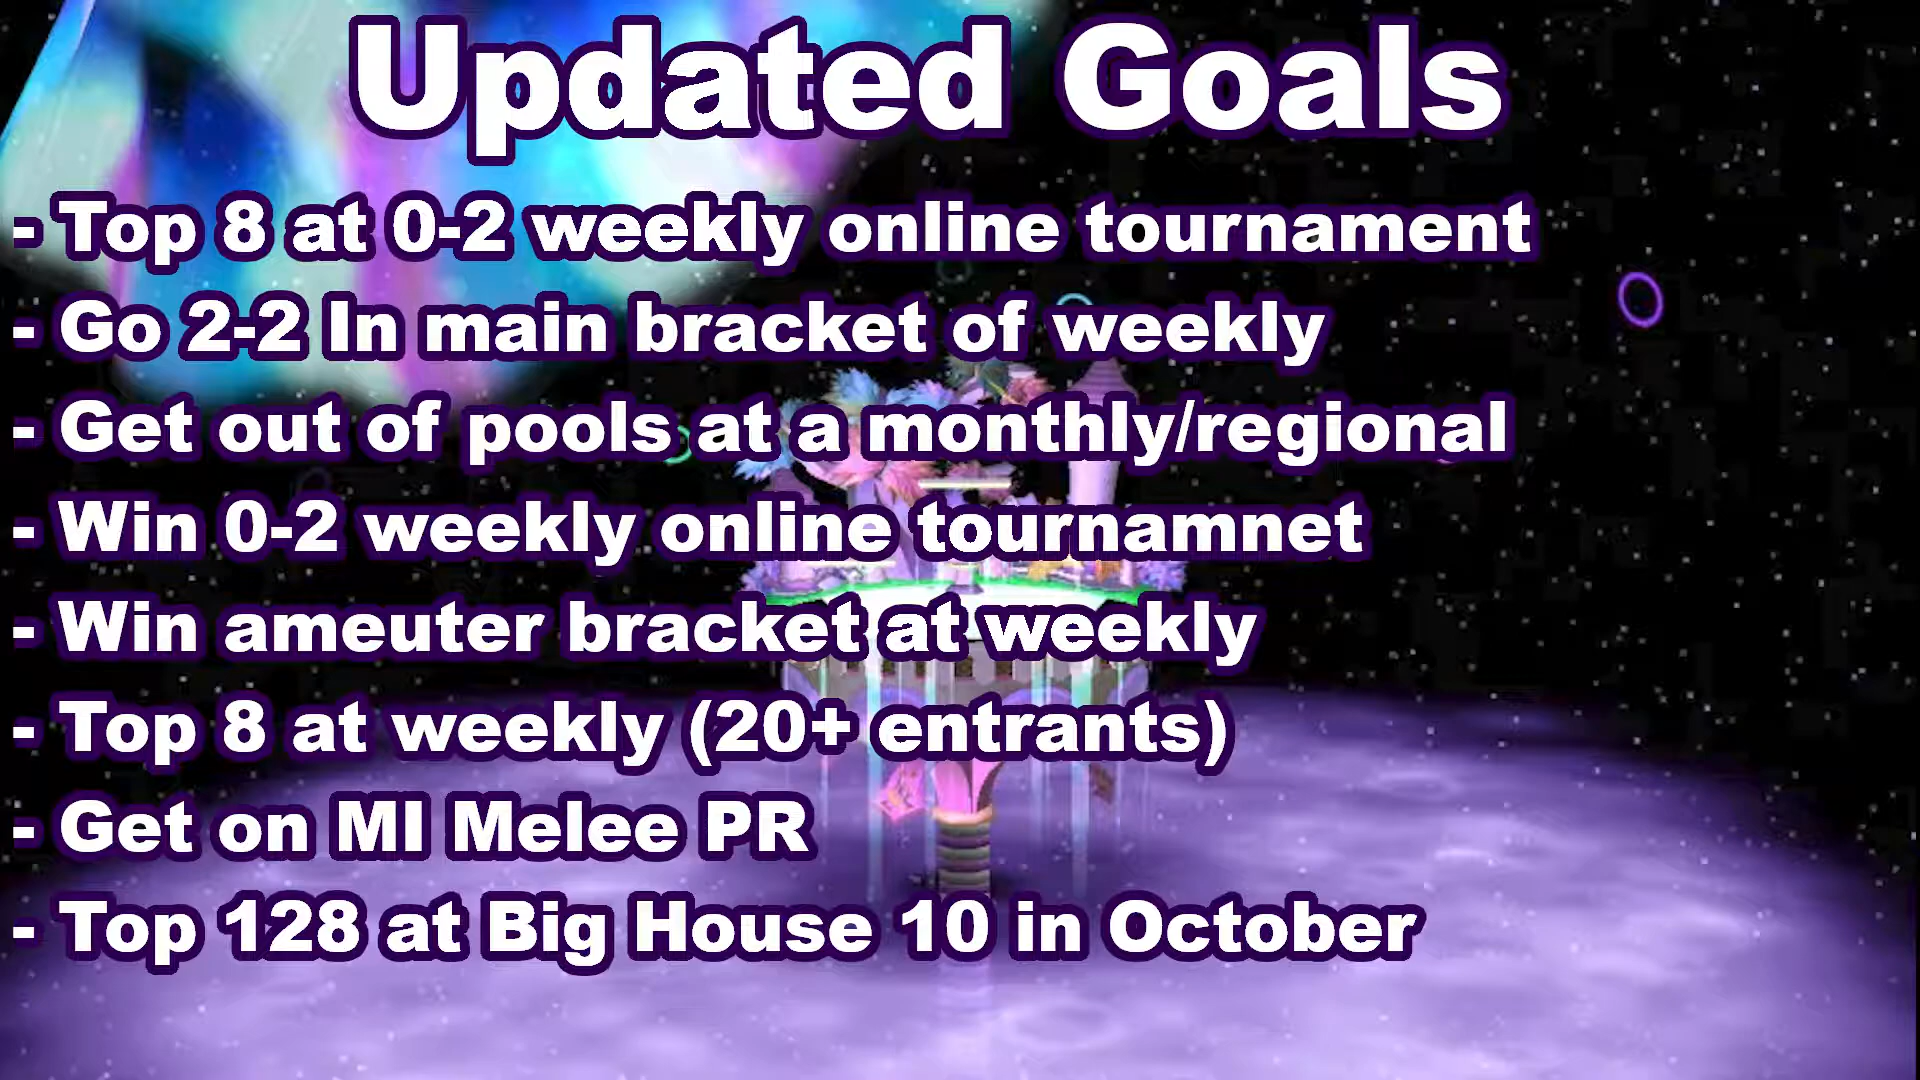 Updated Goals
- Top 8 at 0-2 weekly online tournament
- Go 2-2 In main bracket of weekly
- Get out of pools at a monthly/regional
- Win 0-2 weekly online tournamnet
- Win ameuter bracket at weekly
- Top 8 at weekly (20+ entrants)
- Get on MI Melee PR
- Top 128 at Big House 10 in October